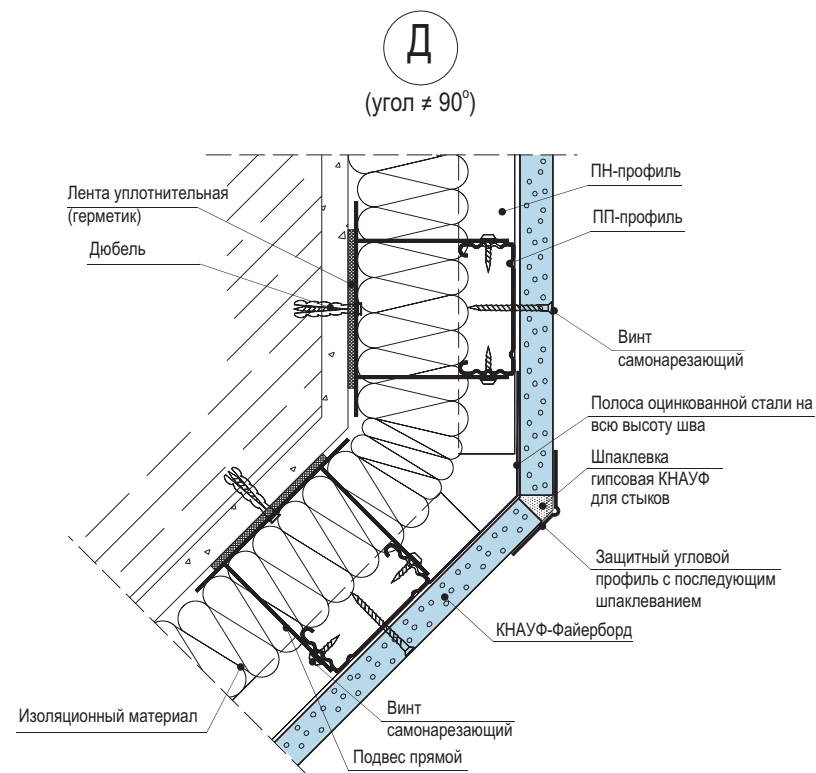 Д
(угол ≠ 90°)
Лента уплотнительная
(герметик)
Дюбель
ПН-профиль
ПП-профиль
Винт
самонарезающий
Полоса оцинкованной стали на
всю высоту шва
Шпаклевка
гипсовая КНАУФ
для стыков
Защитный угловой
профиль с последующим
шпаклеванием
КНАУФ-Файерборд
Изоляционный материал
Винт
самонарезающий
Подвес прямой